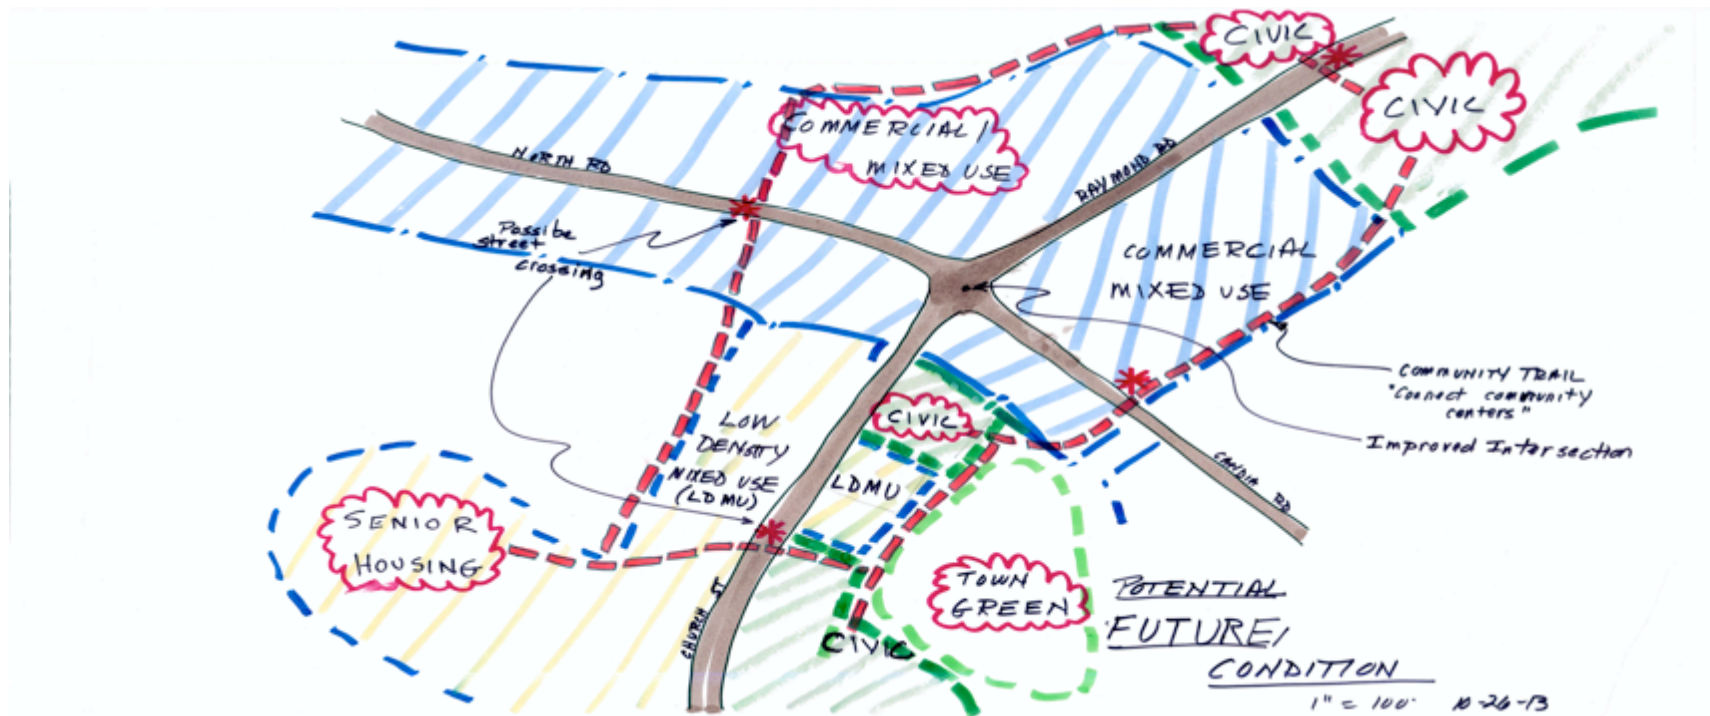 CIVIC
CIVIC
COMMERCIAL/
MIXED USE
NORTH RD
RAYMOND RD
Possibe
street
crossing
COMMERCIAL
MIXED USE
COMMUNITY TRAIL
"Connect community
centers"
Improved Intersection
CIVIC
LOW
DENSITY
MIXED USE
(LDMU)
LDMU
CANDIA RD
SENIOR
HOUSING
TOWN
GREEN
CHURCH ST
CIVIC
POTENTIAL
FUTURE/
CONDITION
1" = 100' 10-26-13